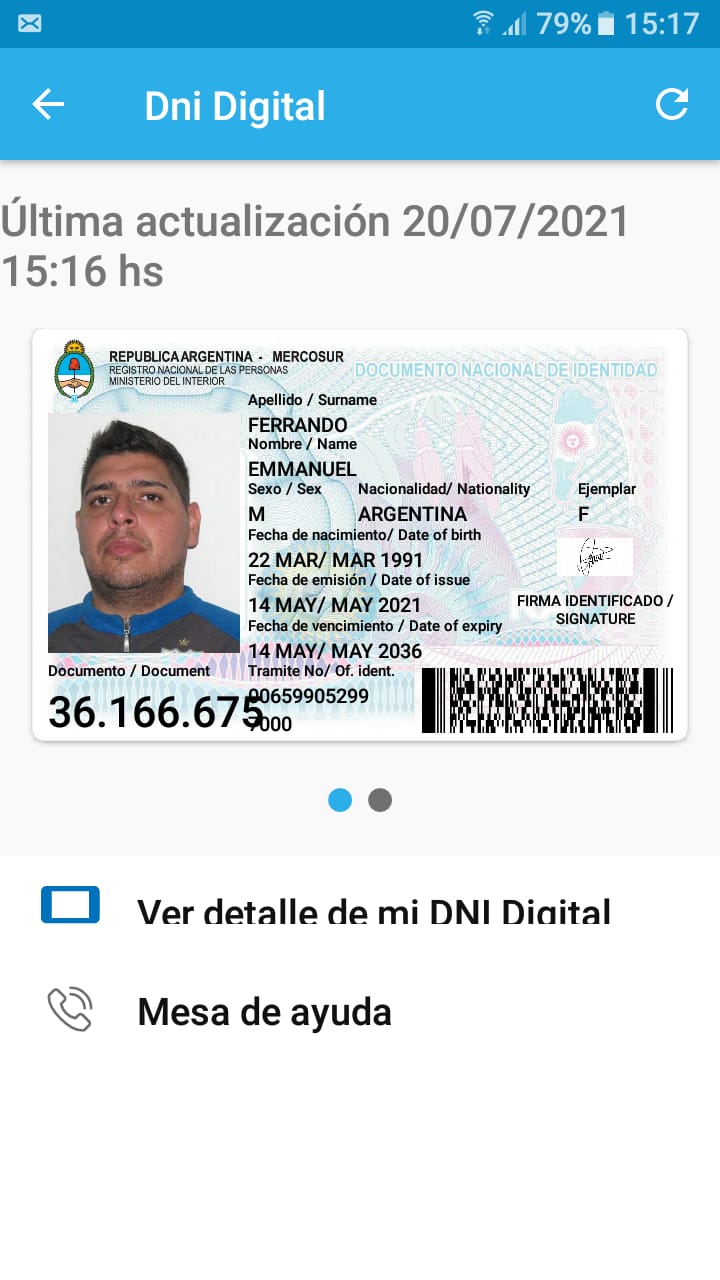 79% 15:17
Dni Digital
Última actualización 20/07/2021
15:16 hs
REPUBLICA ARGENTINA - MERCOSUR
REGISTRO NACIONAL DE LAS PERSONAS
MINISTERIO DEL INTERIOR
DOCUMENTO NACIONAL DE IDENTIDAD
Apellido / Surname
FERRANDO
Nombre / Name
EMMANUEL
Sexo / Sex Nacionalidad/ Nationality Ejemplar
M ARGENTINA F
Fecha de nacimiento/ Date of birth
22 MAR/ MAR 1991
Fecha de emisión / Date of issue
14 MAY/ MAY 2021
FIRMA IDENTIFICADO /
SIGNATURE
Fecha de vencimiento / Date of expiry
14 MAY/ MAY 2036
Documento / Document
36.166.675
Tramite No/ Of. ident.
00659905299
7000
Ver detalle de mi DNI Digital
Mesa de ayuda